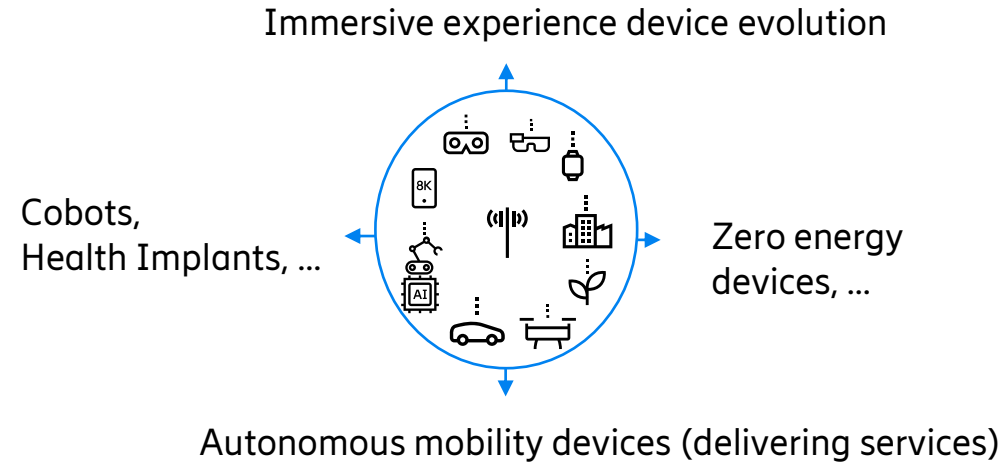 Immersive experience device evolution
8K
Cobots,
Health Implants, ...
Zero energy
devices, ...
AI
Autonomous mobility devices (delivering services)